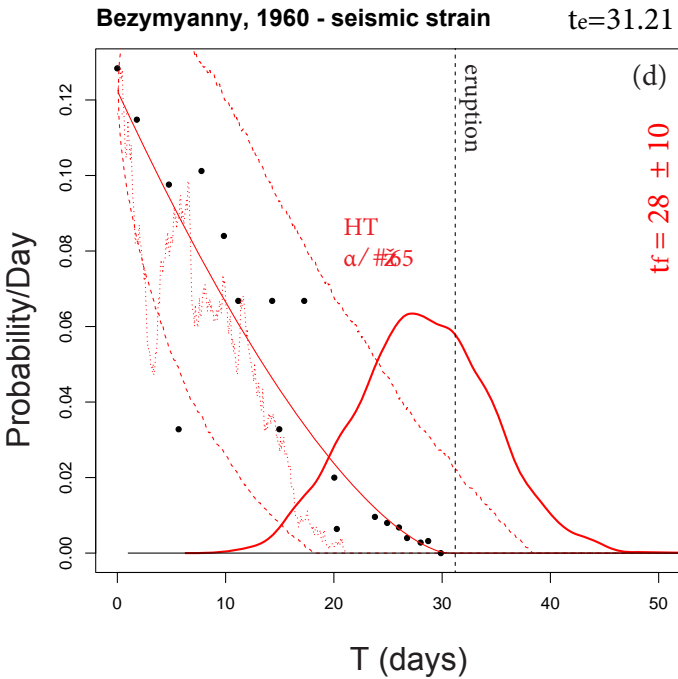 Bezymyanny, 1960 - seismic strain
te=31.21
(d)
eruption
HT
tf = 28 ± 10
Probability/Day
0.12
0.10
0.08
0.06
0.04
0.02
0.00
0 10 20 30 40 50
T (days)